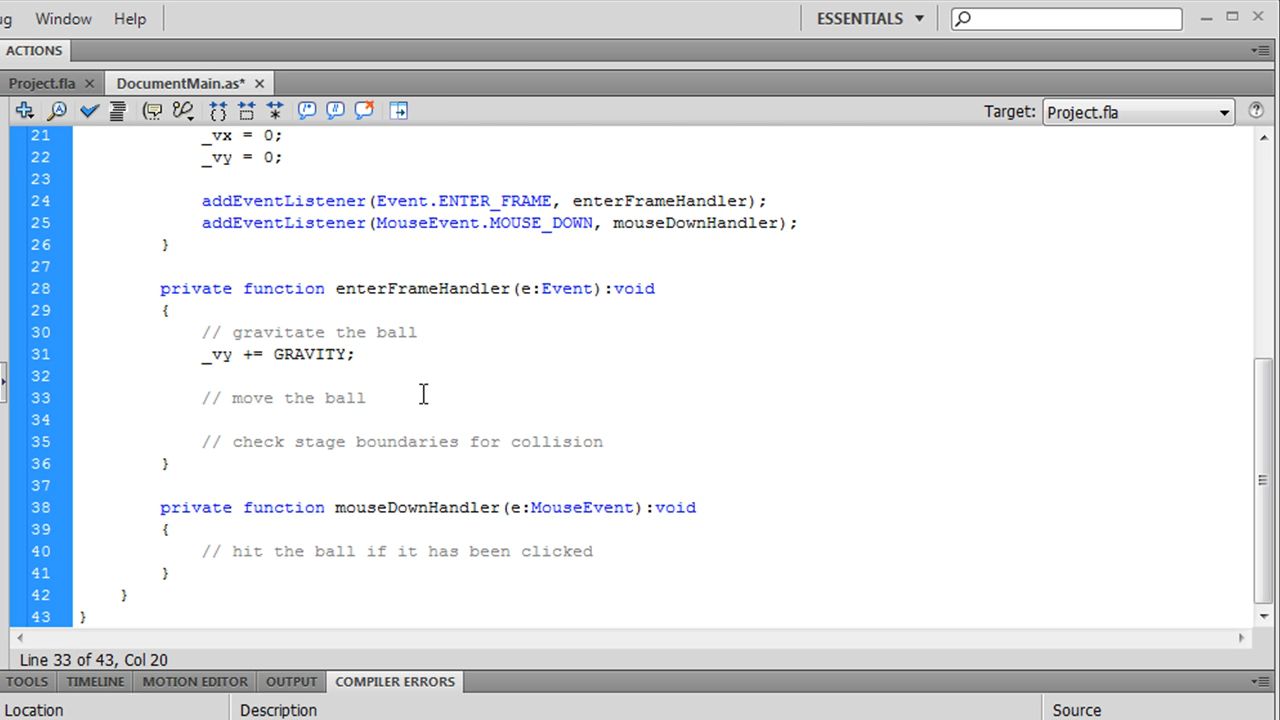 ug Window Help ESSENTIALS
ACTIONS
Project.fla DocumentMain.as*
Target: Project.fla
21 _vx = 0;
22 _vy = 0;
23
24 addEventListener(Event.ENTER_FRAME, enterFrameHandler);
25 addEventListener(MouseEvent.MOUSE_DOWN, mouseDownHandler);
26 }
27
28 private function enterFrameHandler(e:Event):void
29 {
30 // gravitate the ball
31 _vy += GRAVITY;
32
33 // move the ball
34
35 // check stage boundaries for collision
36 }
37
38 private function mouseDownHandler(e:MouseEvent):void
39 {
40 // hit the ball if it has been clicked
41 }
42 }
43 }
Line 33 of 43, Col 20
TOOLS TIMELINE MOTION EDITOR OUTPUT COMPILER ERRORS
Location Description Source